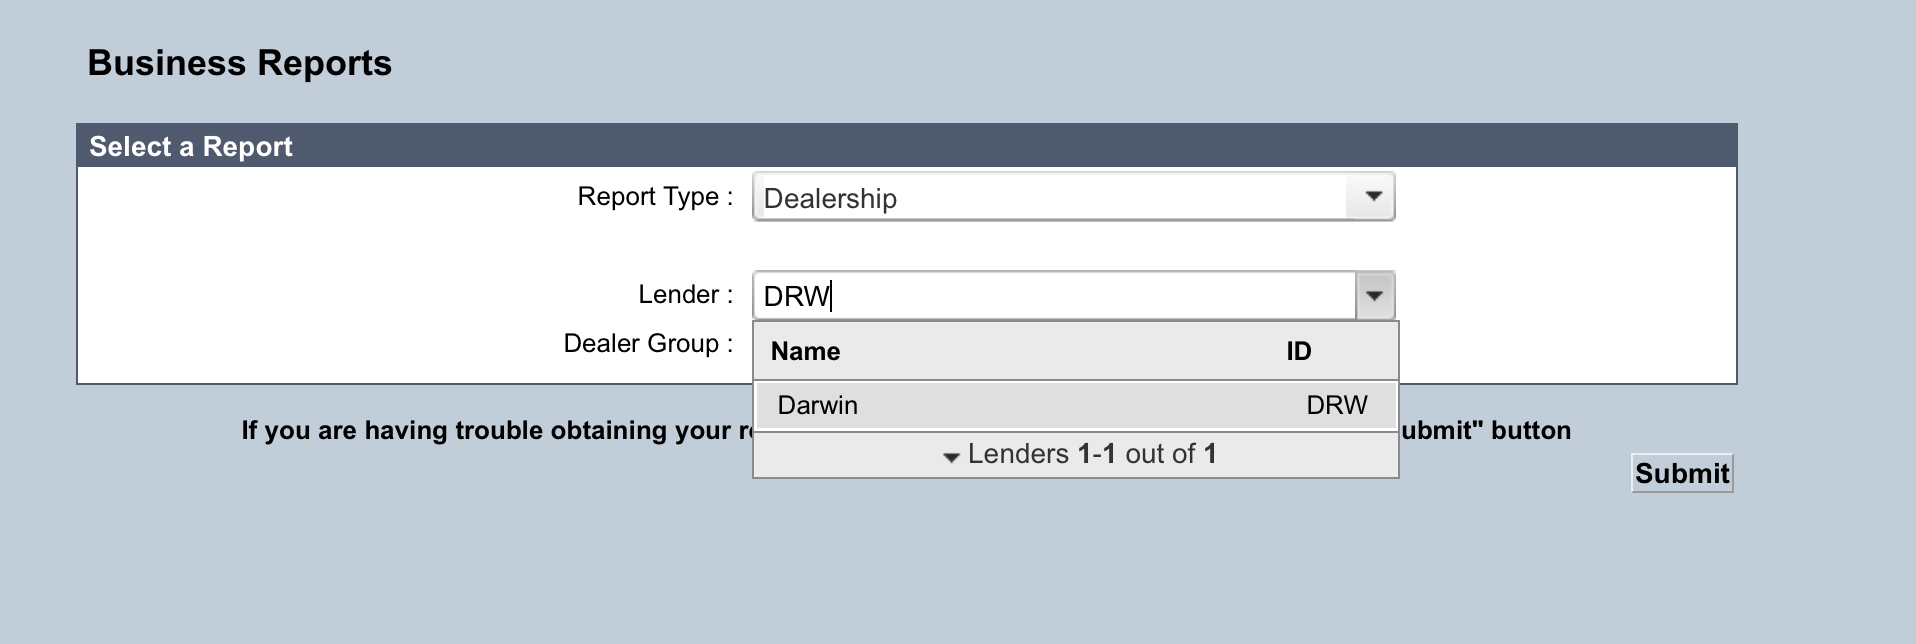 Business Reports
Select a Report
Report Type : Dealership
Lender : DRW
Dealer Group :
Name ID
Darwin DRW
If you are having trouble obtaining your ubmit" button
Lenders 1-1 out of 1
Submit